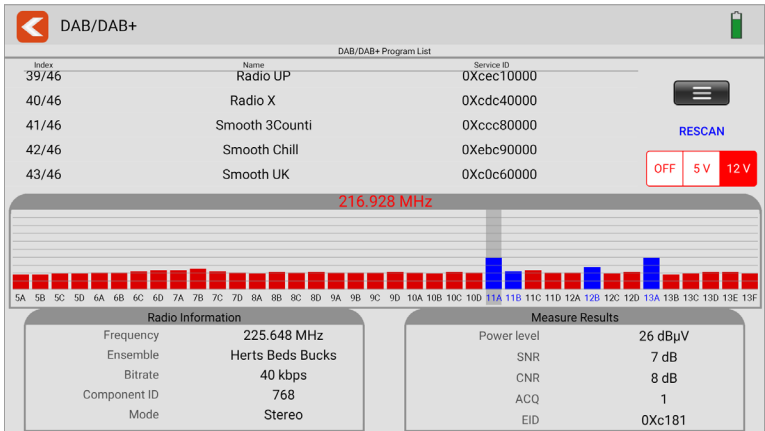 DAB/DAB+
DAB/DAB+ Program List
Index Name Service ID
39/46 Radio UP 0Xcec10000
40/46 Radio X 0Xcdc40000
41/46 Smooth 3Counti 0Xccc80000
42/46 Smooth Chill 0Xebc90000
43/46 Smooth UK 0Xc0c60000
RESCAN
OFF 5 V 12 V
216.928 MHz
5A 5B 5C 5D 6A 6B 6C 6D 7A 7B 7C 7D 8A 8B 8C 8D 9A 9B 9C 9D 10A 10B 10C 10D 11A 11B 11C 11D 12A 12B 12C 12D 13A 13B 13C 13D 13E 13F
Radio Information
Frequency 225.648 MHz
Ensemble Herts Beds Bucks
Bitrate 40 kbps
Component ID 768
Mode Stereo
Measure Results
Power level 26 dBμV
SNR 7 dB
CNR 8 dB
ACQ 1
EID 0Xc181